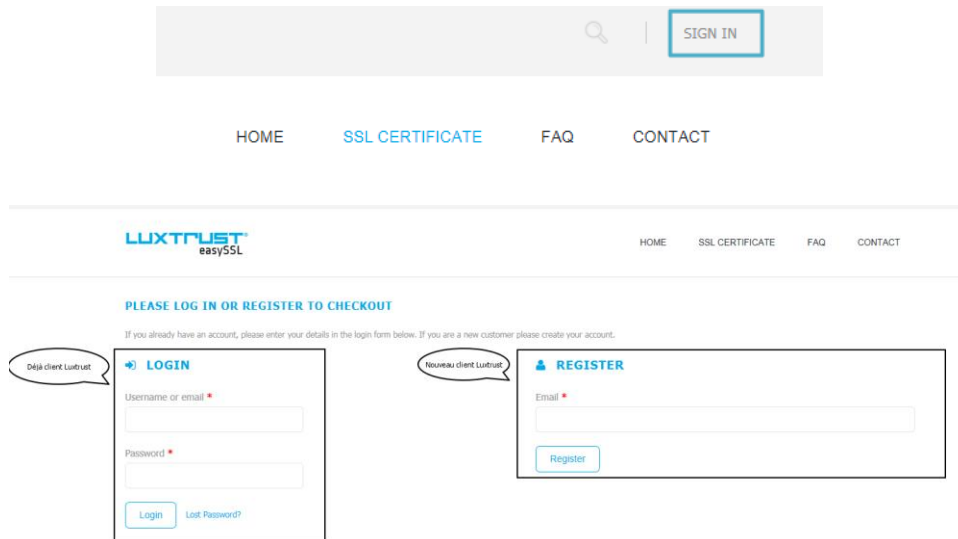 SIGN IN
HOME SSL CERTIFICATE FAQ CONTACT
LUXTRUST®
easySSL
HOME SSL CERTIFICATE FAQ CONTACT
PLEASE LOG IN OR REGISTER TO CHECKOUT
If you already have an account, please enter your details in the login form below. If you are a new customer please create your account.
Déjà client Luxtrust
LOGIN
Username or email *
Password *
Login Lost Password?
Nouveau client Luxtrust
REGISTER
Email *
Register